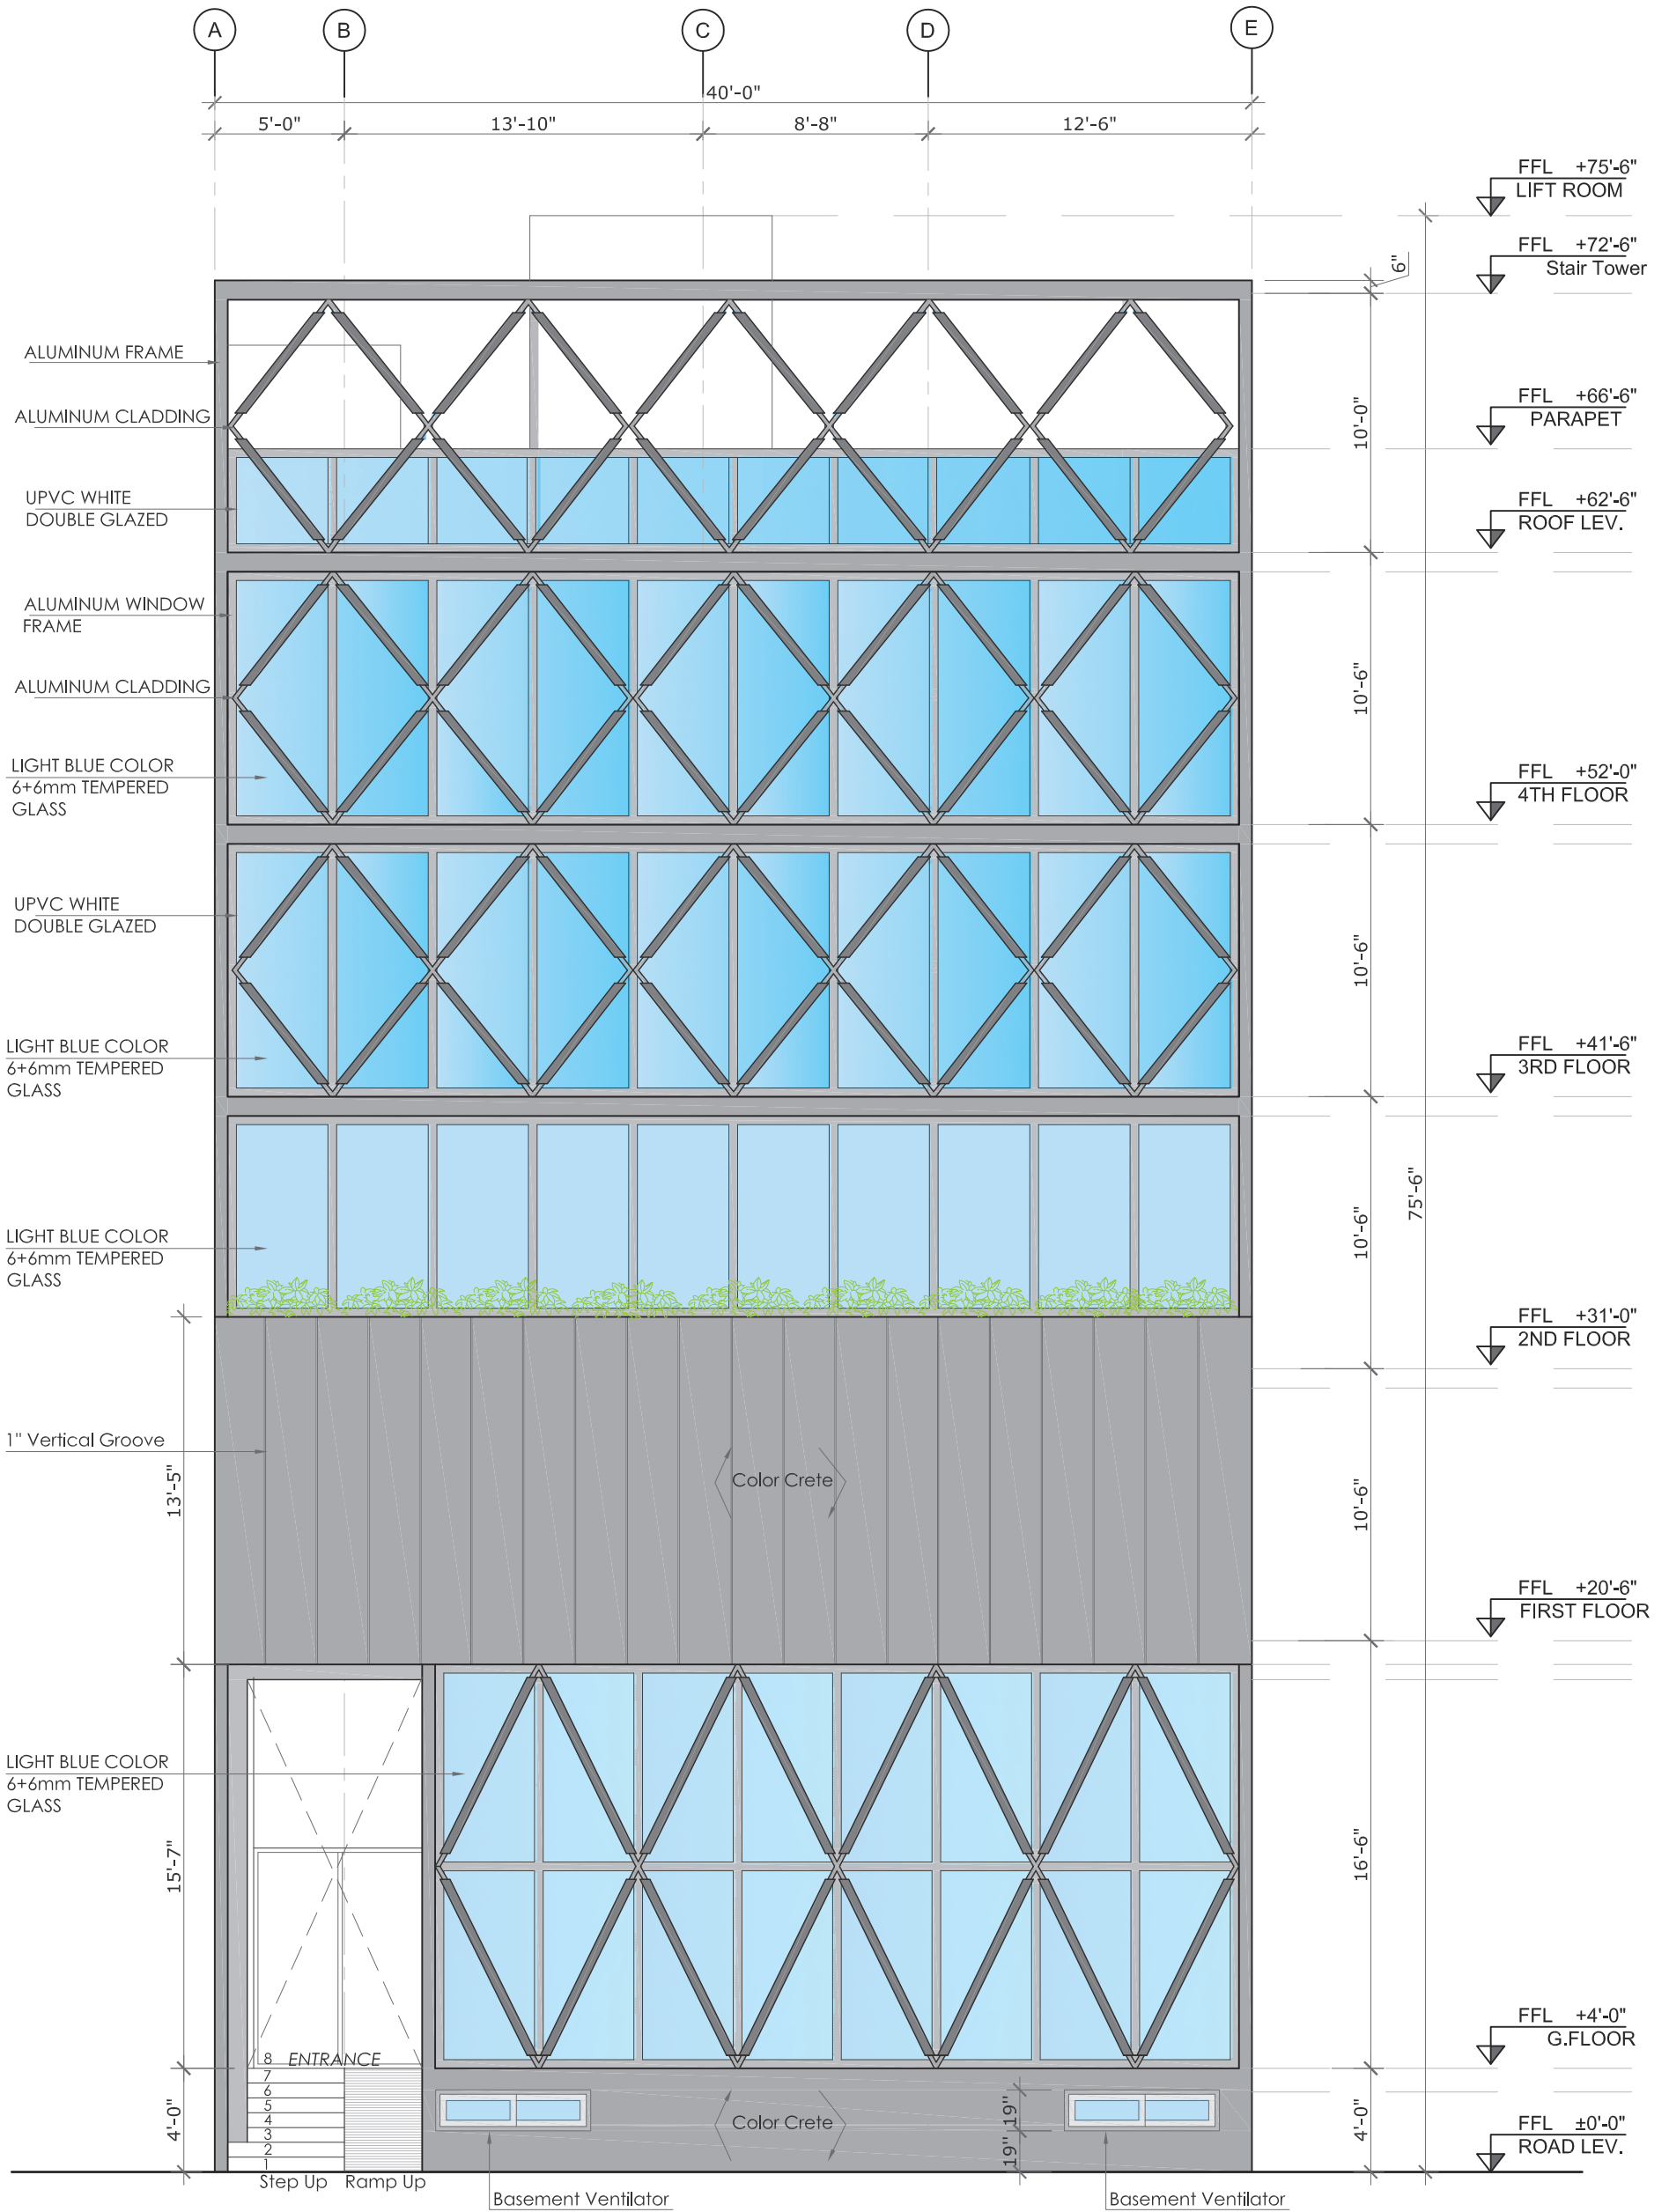 A B C D E
40'-0"
5'-0" 13'-10" 8'-8" 12'-6"
FFL +75'-6"
LIFT ROOM
FFL +72'-6"
Stair Tower
6"
ALUMINUM FRAME
ALUMINUM CLADDING
FFL +66'-6"
PARAPET
10'-0"
UPVC WHITE
DOUBLE GLAZED
FFL +62'-6"
ROOF LEV.
ALUMINUM WINDOW
FRAME
ALUMINUM CLADDING
10'-6"
LIGHT BLUE COLOR
6+6mm TEMPERED
GLASS
FFL +52'-0"
4TH FLOOR
UPVC WHITE
DOUBLE GLAZED
10'-6"
LIGHT BLUE COLOR
6+6mm TEMPERED
GLASS
FFL +41'-6"
3RD FLOOR
75'-6"
10'-6"
LIGHT BLUE COLOR
6+6mm TEMPERED
GLASS
FFL +31'-0"
2ND FLOOR
1" Vertical Groove
13'-5"
Color Crete
10'-6"
FFL +20'-6"
FIRST FLOOR
LIGHT BLUE COLOR
6+6mm TEMPERED
GLASS
15'-7"
16'-6"
FFL +4'-0"
G.FLOOR
8 ENTRANCE
7
6
5
4
3
2
1
4'-0"
Color Crete
19"
19"
4'-0"
FFL ±0'-0"
ROAD LEV.
Step Up Ramp Up
Basement Ventilator
Basement Ventilator